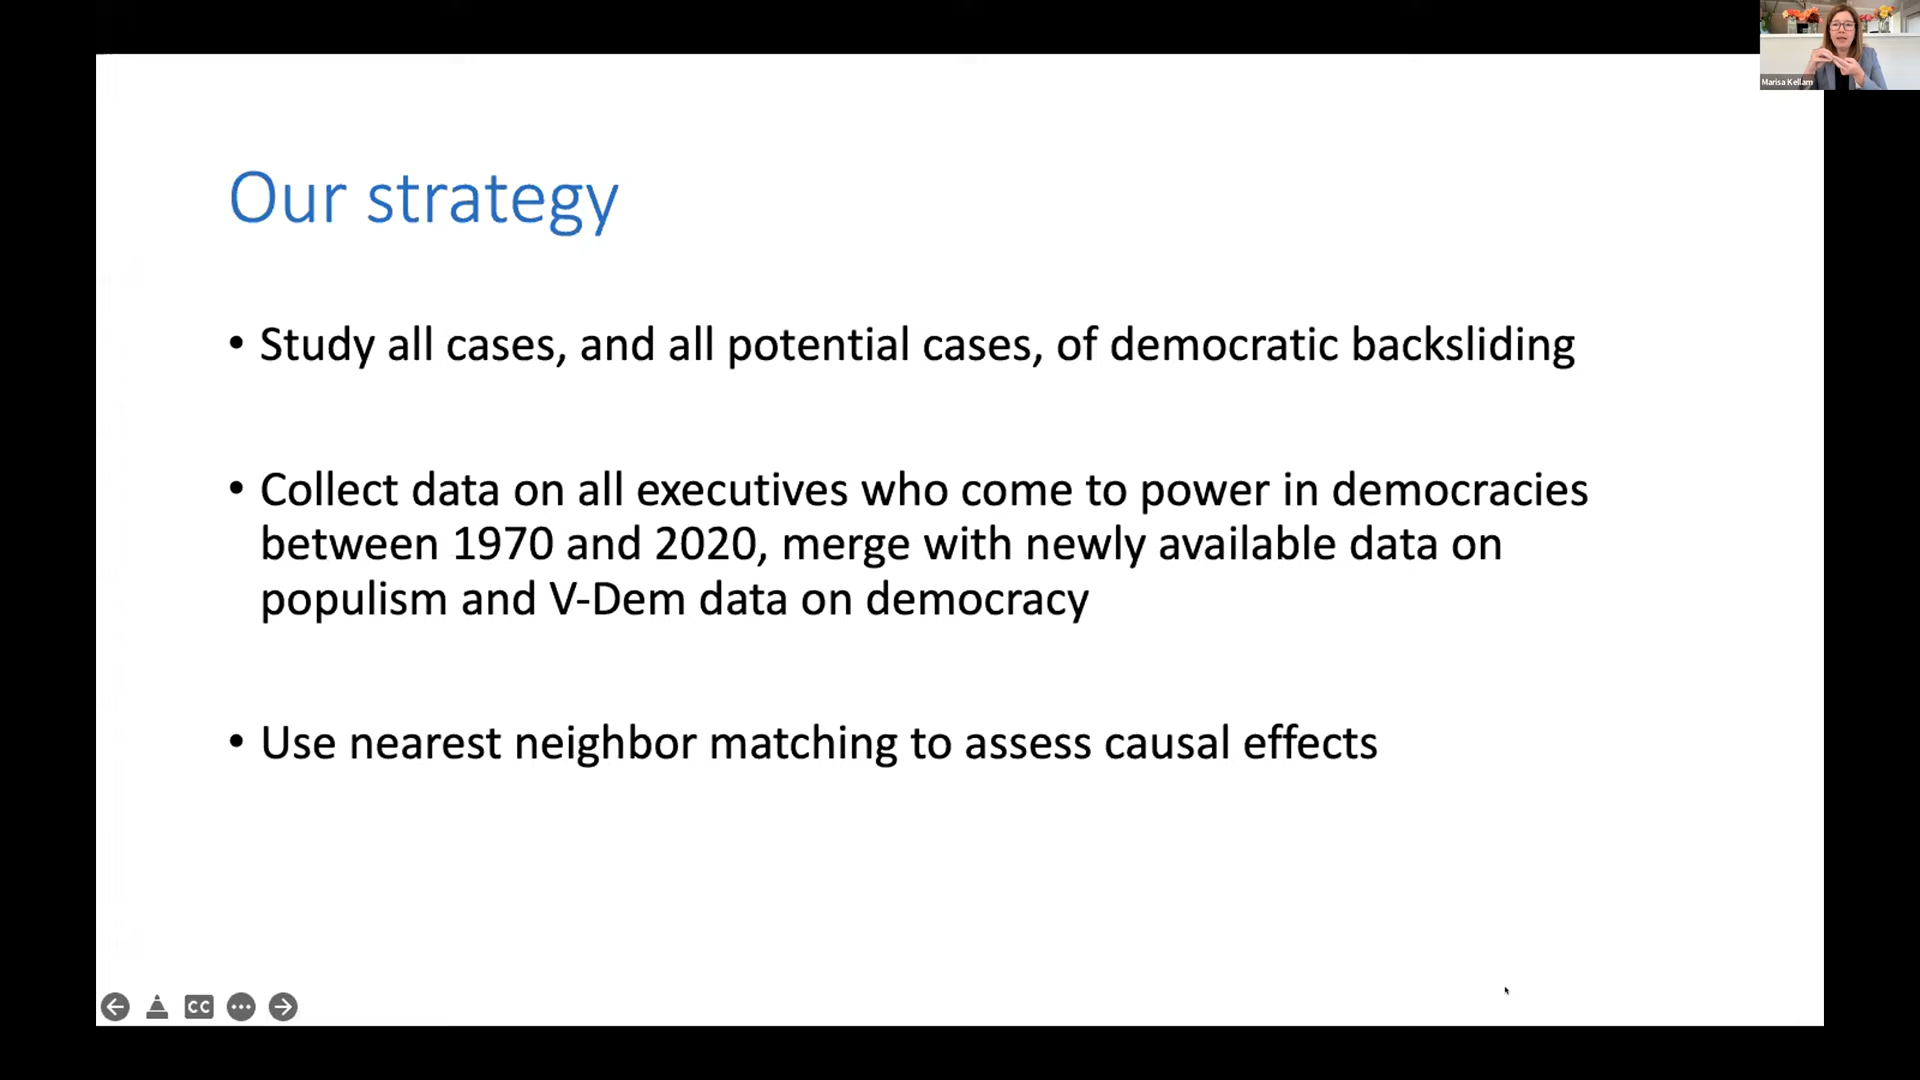 Marisa Kellam
Our strategy
• Study all cases, and all potential cases, of democratic backsliding
• Collect data on all executives who come to power in democracies
between 1970 and 2020, merge with newly available data on
populism and V-Dem data on democracy
• Use nearest neighbor matching to assess causal effects
CC